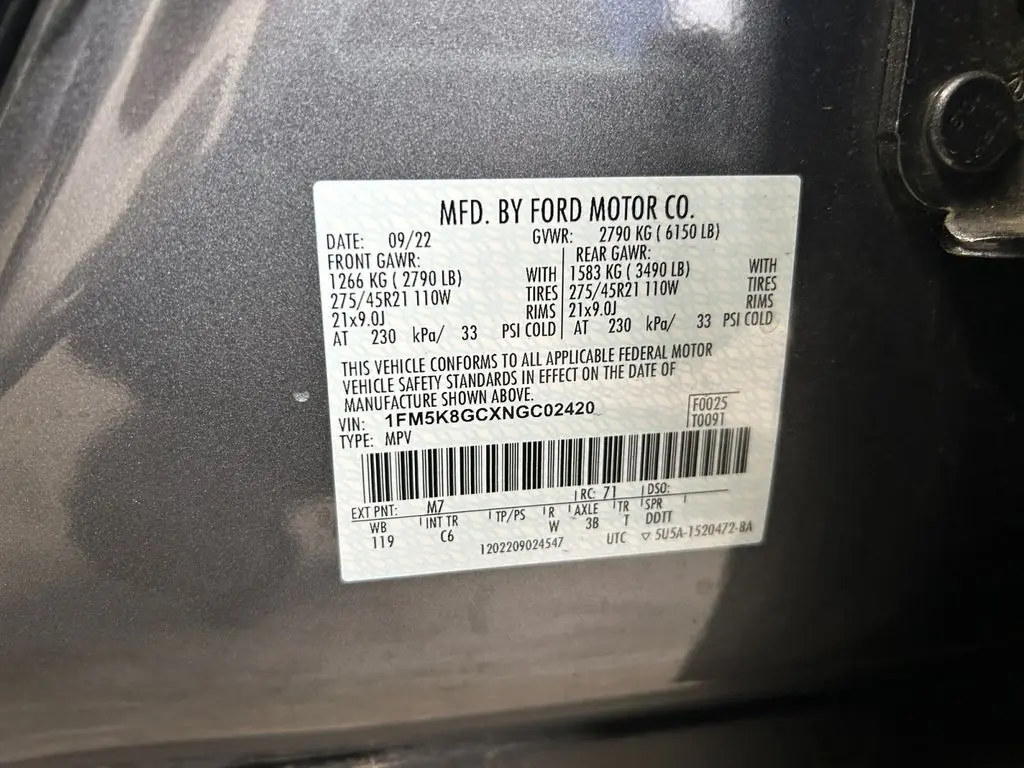 MFD. BY FORD MOTOR CO.
DATE: 09/22 GVWR: 2790 KG ( 6150 LB)
FRONT GAWR: REAR GAWR:
1266 KG ( 2790 LB) WITH 1583 KG ( 3490 LB) WITH
275/45R21 110W TIRES 275/45R21 110W TIRES
21x9.0J RIMS 21x9.0J RIMS
AT 230 kPa/ 33 PSI COLD AT 230 kPa/ 33 PSI COLD
THIS VEHICLE CONFORMS TO ALL APPLICABLE FEDERAL MOTOR
VEHICLE SAFETY STANDARDS IN EFFECT ON THE DATE OF
MANUFACTURE SHOWN ABOVE.
VIN: 1FM5K8GCXNGC02420 F0025
TYPE: MPV T0091
EXT PNT: M7 RC: 71 DSO:
WB INT TR TP/PS R AXLE TR SPR
119 C6 W 3B T DDTT
1202209024547 UTC ▽ 5U5A-1520472-BA